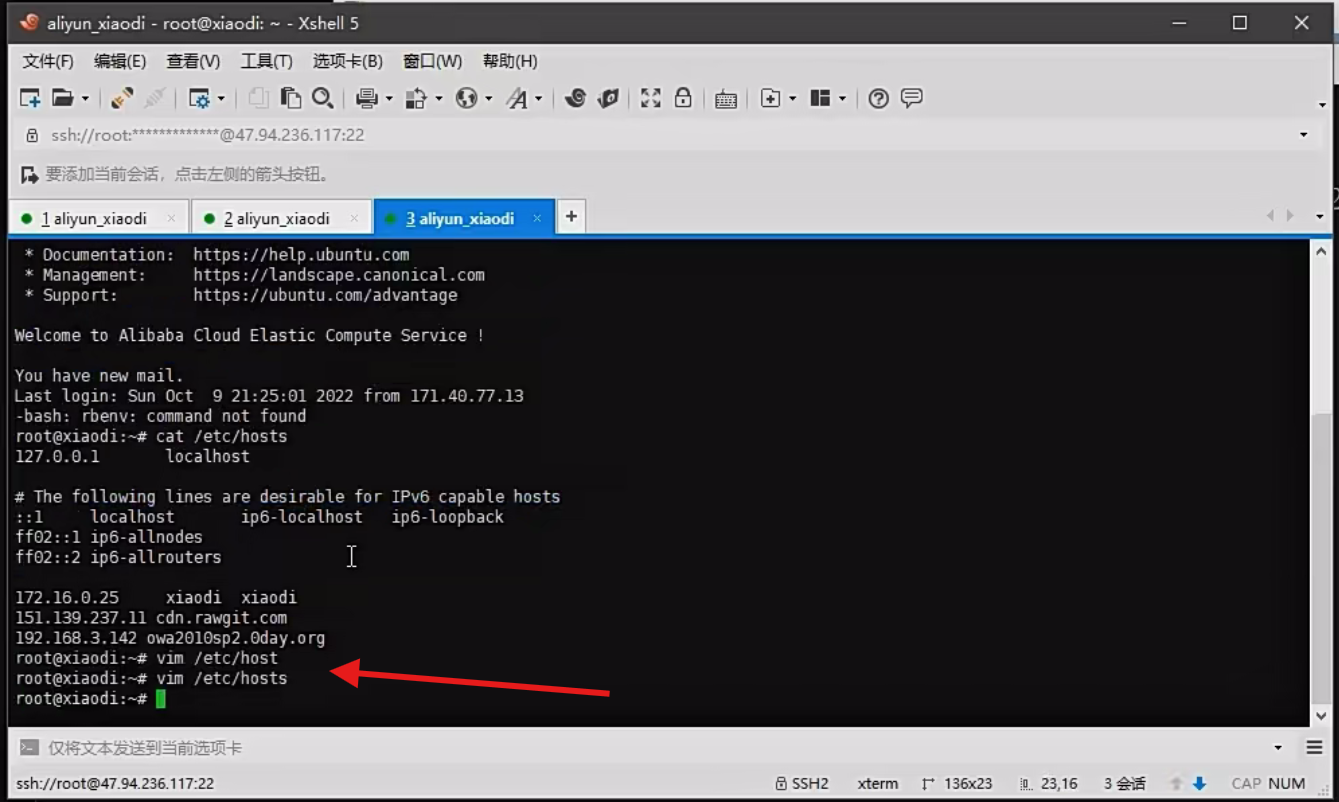 aliyun_xiaodi - root@xiaodi: ~ - Xshell 5
文件(F) 编辑(E) 查看(V) 工具(T) 选项卡(B) 窗口(W) 帮助(H)
ssh://root:*************@47.94.236.117:22
要添加当前会话，点击左侧的箭头按钮。
1 aliyun_xiaodi × 2 aliyun_xiaodi × 3 aliyun_xiaodi × +
* Documentation:  https://help.ubuntu.com
* Management:     https://landscape.canonical.com
* Support:        https://ubuntu.com/advantage
Welcome to Alibaba Cloud Elastic Compute Service !
You have new mail.
Last login: Sun Oct  9 21:25:01 2022 from 171.40.77.13
-bash: rbenv: command not found
root@xiaodi:~# cat /etc/hosts
127.0.0.1       localhost
# The following lines are desirable for IPv6 capable hosts
::1     localhost       ip6-localhost   ip6-loopback
ff02::1 ip6-allnodes
ff02::2 ip6-allrouters
172.16.0.25     xiaodi  xiaodi
151.139.237.11 cdn.rawgit.com
192.168.3.142 owa2010sp2.0day.org
root@xiaodi:~# vim /etc/host
root@xiaodi:~# vim /etc/hosts
root@xiaodi:~#
仅将文本发送到当前选项卡
ssh://root@47.94.236.117:22 SSH2 xterm 136x23 23,16 3 会话 CAP NUM